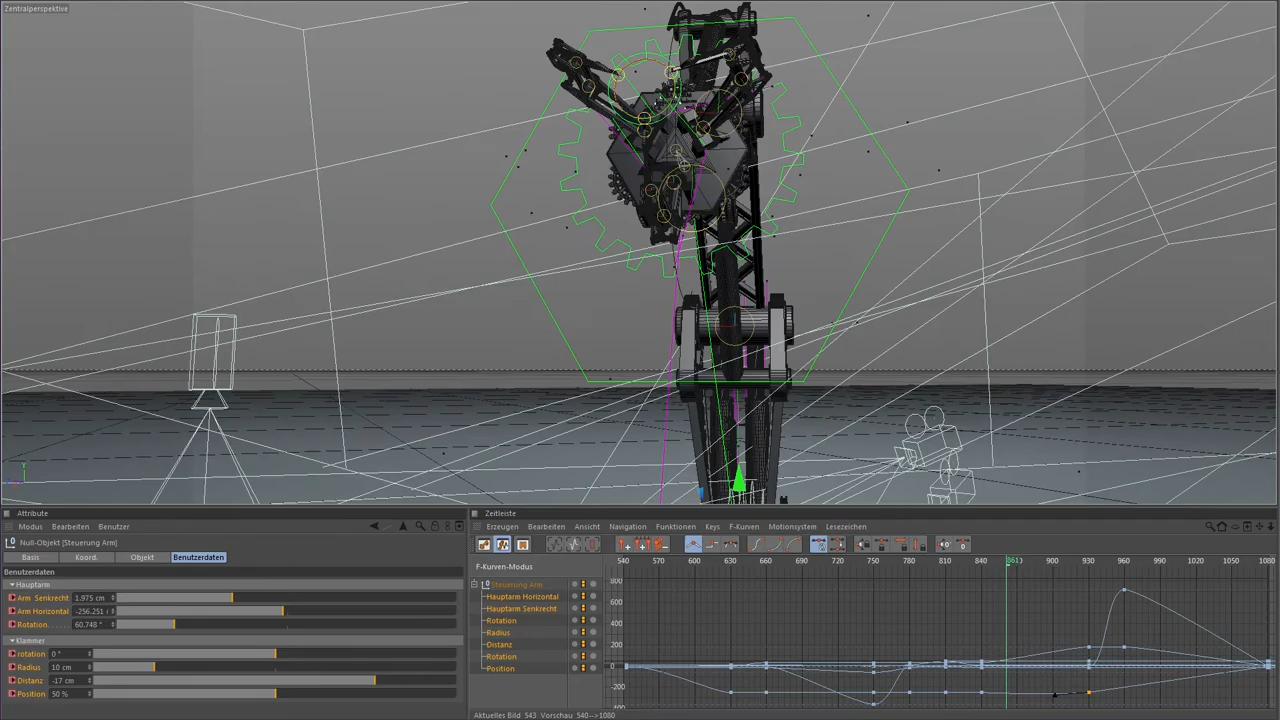 Zentralperspektive
Y
Attribute
Modus Bearbeiten Benutzer
Null-Objekt [Steuerung Arm]
Basis Koord. Objekt Benutzerdaten
Benutzerdaten
Hauptarm
Arm Senkrecht 1.975 cm
Arm Horizontal -256.251
Rotation...... 60.748 °
Klammer
rotation 0 °
Radius 10 cm
Distanz -17 cm
Position 50 %
Zeitleiste
Erzeugen Bearbeiten Ansicht Navigation Funktionen Keys F-Kurven Motionsystem Lesezeichen
F-Kurven-Modus
540 570 600 630 660 690 720 750 780 810 840 861 900 930 960 990 1020 1050 1080
Steuerung Arm
Hauptarm Horizontal
Hauptarm Senkrecht
Rotation
Radius
Distanz
Rotation
Position
800
600
400
200
0
-200
-400
Aktuelles Bild 543 Vorschau 540-->1080